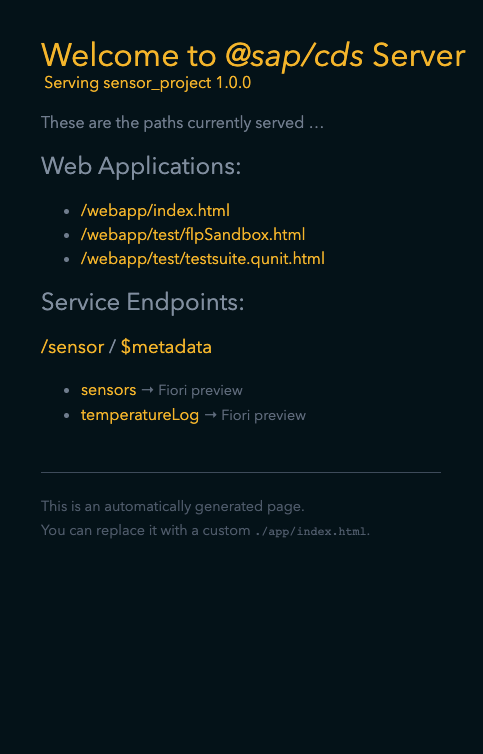 Welcome to @sap/cds Server
Serving sensor_project 1.0.0
These are the paths currently served …
Web Applications:
/webapp/index.html
/webapp/test/flpSandbox.html
/webapp/test/testsuite.qunit.html
Service Endpoints:
/sensor / $metadata
sensors → Fiori preview
temperatureLog → Fiori preview
This is an automatically generated page.
You can replace it with a custom ./app/index.html.